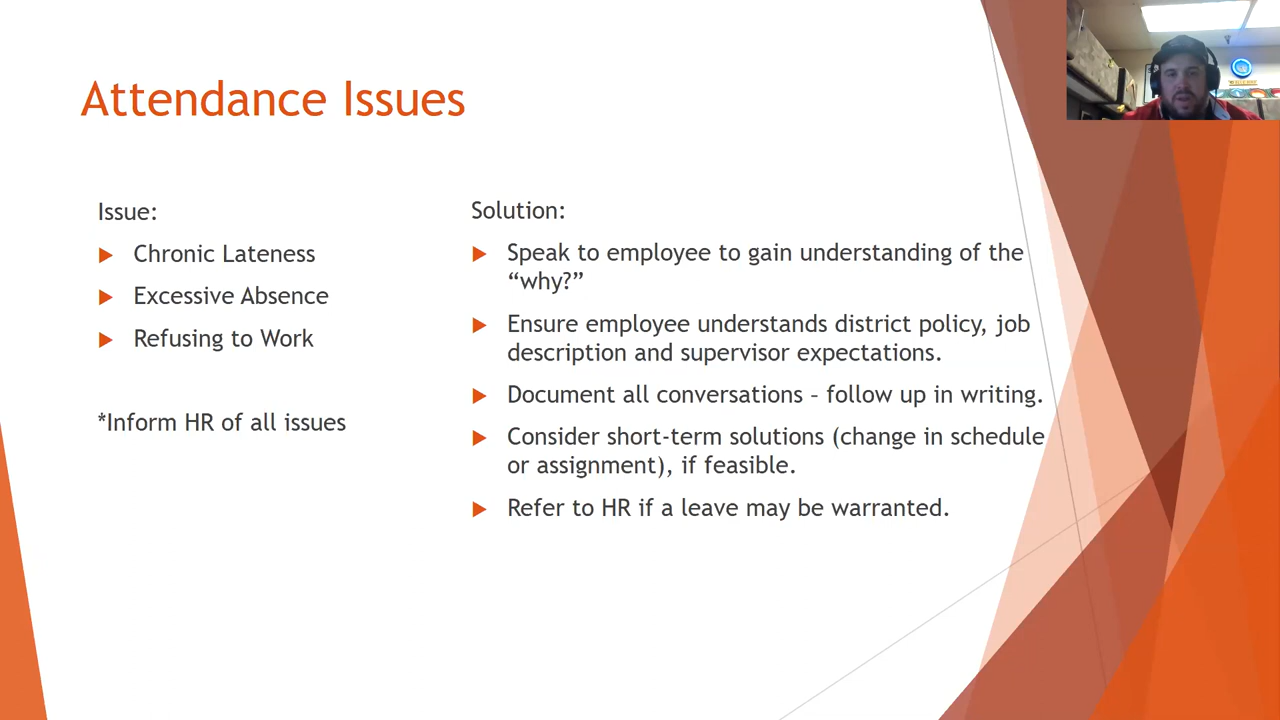 Attendance Issues
Issue:
Chronic Lateness
Excessive Absence
Refusing to Work
*Inform HR of all issues
Solution:
Speak to employee to gain understanding of the
“why?”
Ensure employee understands district policy, job
description and supervisor expectations.
Document all conversations – follow up in writing.
Consider short-term solutions (change in schedule
or assignment), if feasible.
Refer to HR if a leave may be warranted.